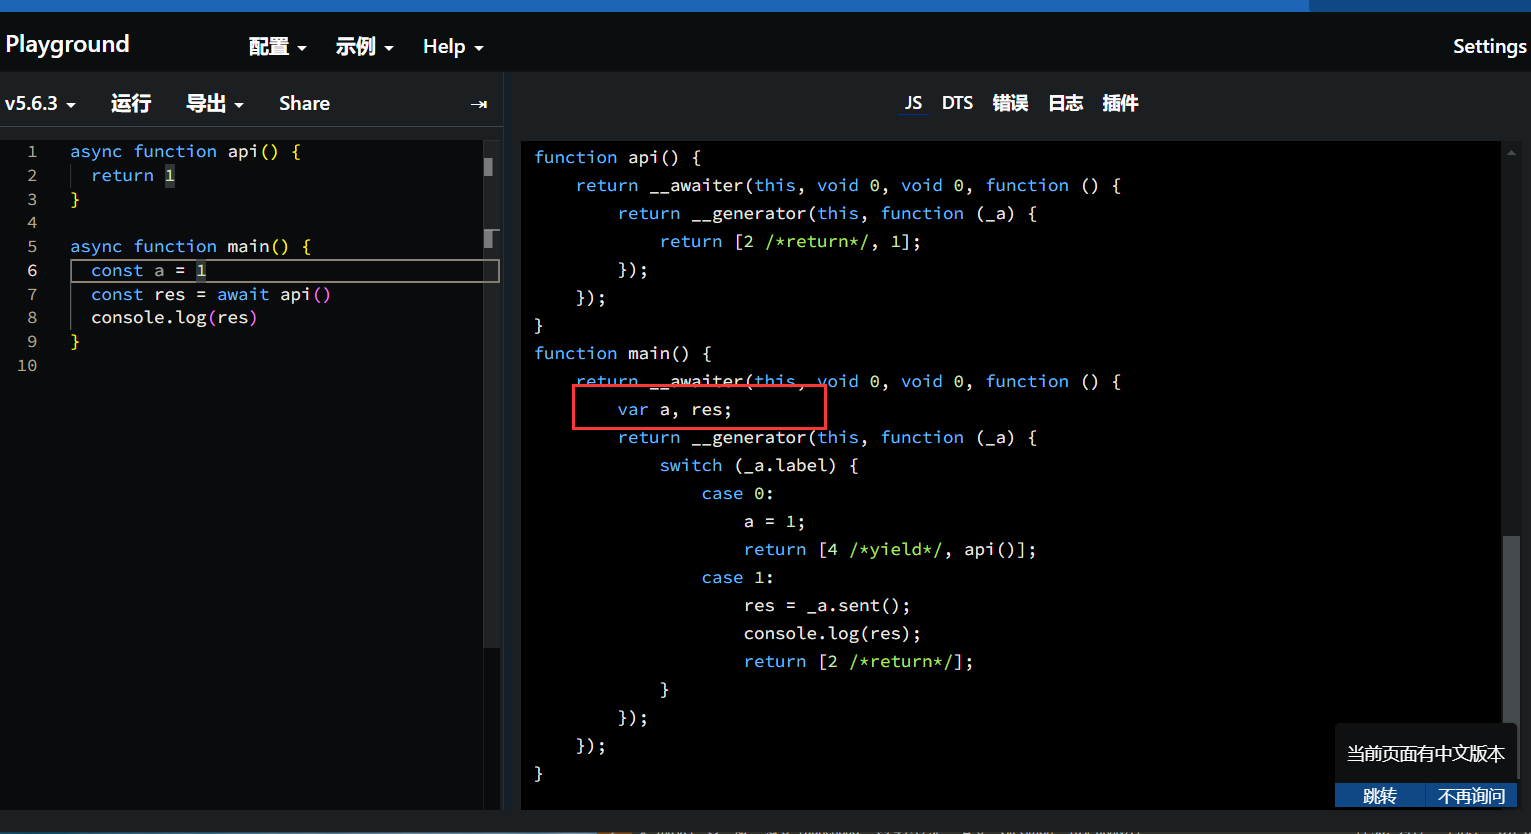 Playground 配置 示例 Help Settings
v5.6.3 运行 导出 Share
JS DTS 错误 日志 插件
1 async function api() {
2 return 1
3 }
4
5 async function main() {
6 const a = 1
7 const res = await api()
8 console.log(res)
9 }
10
function api() {
return __awaiter(this, void 0, void 0, function () {
return __generator(this, function (_a) {
return [2 /*return*/, 1];
});
});
}
function main() {
return __awaiter(this, void 0, void 0, function () {
var a, res;
return __generator(this, function (_a) {
switch (_a.label) {
case 0:
a = 1;
return [4 /*yield*/, api()];
case 1:
res = _a.sent();
console.log(res);
return [2 /*return*/];
}
});
});
}
当前页面有中文版本
跳转 不再询问